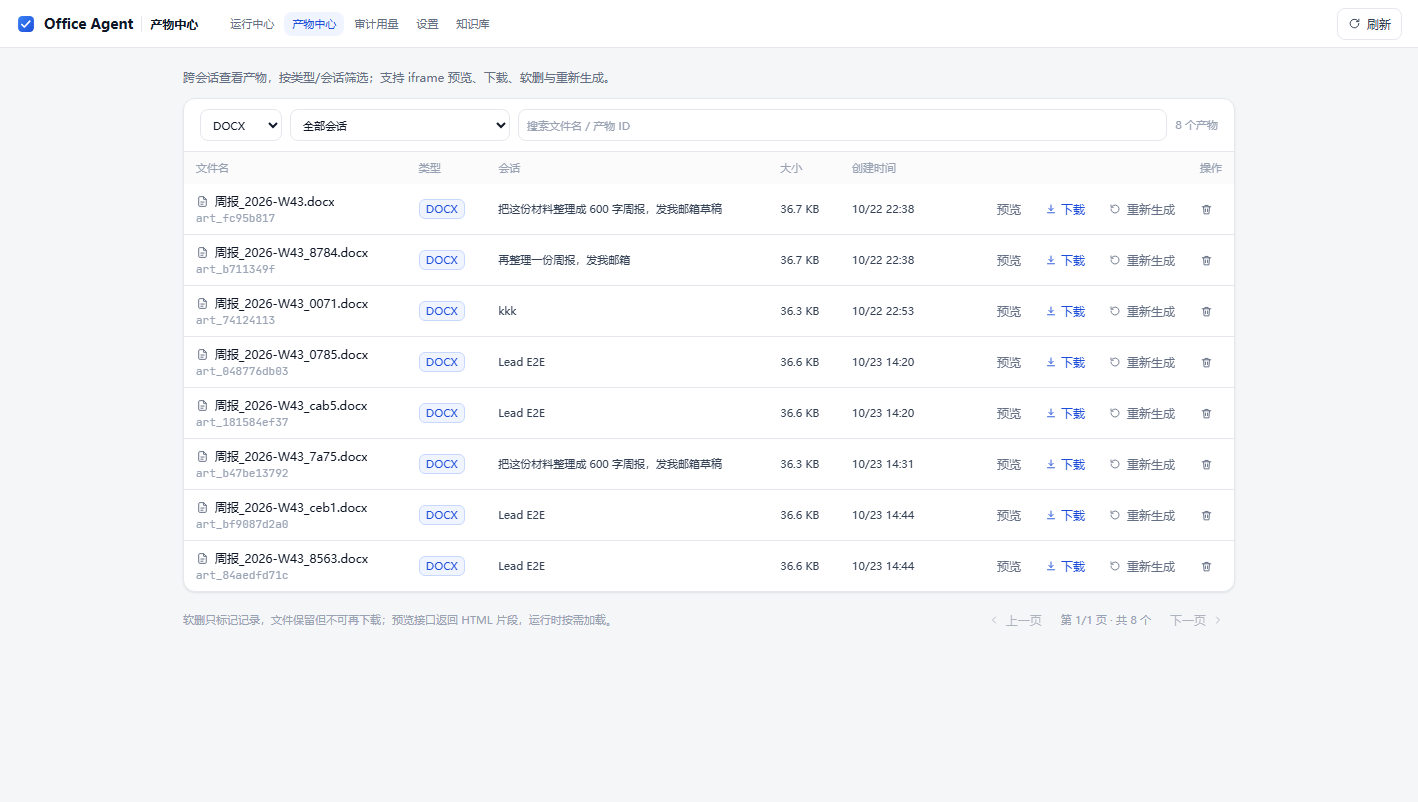 Office Agent 产物中心 运行中心 产物中心 审计用量 设置 知识库 刷新
跨会话查看产物，按类型/会话筛选；支持 iframe 预览、下载、软删与重新生成。
DOCX 全部会话 搜索文件名 / 产物 ID 8 个产物
文件名 类型 会话 大小 创建时间 操作
周报_2026-W43.docx
art_fc95b817
DOCX 把这份材料整理成 600 字周报，发我邮箱草稿 36.7 KB 10/22 22:38 预览 下载 重新生成
周报_2026-W43_8784.docx
art_b711349f
DOCX 再整理一份周报，发我邮箱 36.7 KB 10/22 22:38 预览 下载 重新生成
周报_2026-W43_0071.docx
art_74124113
DOCX kkk 36.3 KB 10/22 22:53 预览 下载 重新生成
周报_2026-W43_0785.docx
art_048776db03
DOCX Lead E2E 36.6 KB 10/23 14:20 预览 下载 重新生成
周报_2026-W43_cab5.docx
art_181584ef37
DOCX Lead E2E 36.6 KB 10/23 14:20 预览 下载 重新生成
周报_2026-W43_7a75.docx
art_b47be13792
DOCX 把这份材料整理成 600 字周报，发我邮箱草稿 36.3 KB 10/23 14:31 预览 下载 重新生成
周报_2026-W43_ceb1.docx
art_bf9087d2a0
DOCX Lead E2E 36.6 KB 10/23 14:44 预览 下载 重新生成
周报_2026-W43_8563.docx
art_84aedfd71c
DOCX Lead E2E 36.6 KB 10/23 14:44 预览 下载 重新生成
软删只标记记录，文件保留但不可再下载；预览接口返回 HTML 片段，运行时按需加载。 上一页 第 1/1 页 · 共 8 个 下一页